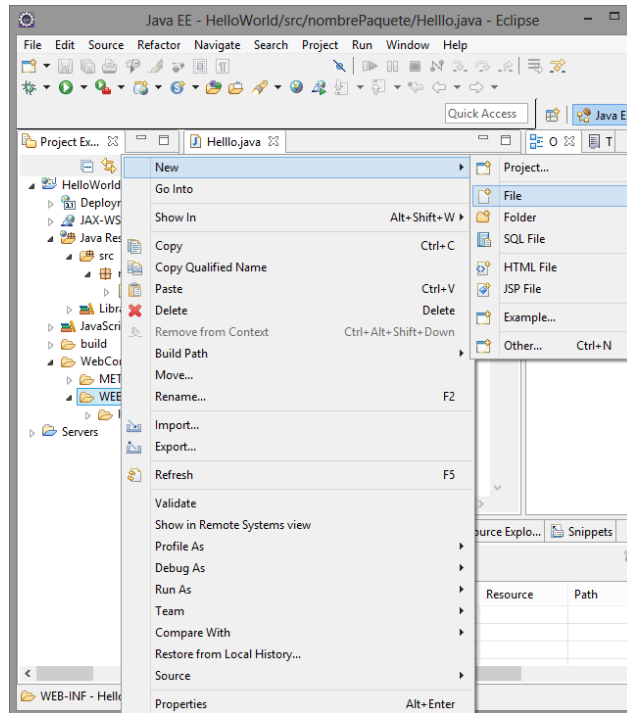 Java EE - HelloWorld/src/nombrePaquete/Helllo.java - Eclipse
File Edit Source Refactor Navigate Search Project Run Window Help
Quick Access
Java E
Project Ex...
Helllo.java
O
T
HelloWorld
Deployr
JAX-WS
Java Res
src
Libra
JavaScri
build
WebCor
MET
WEB
Servers
New
Go Into
Show In Alt+Shift+W
Copy Ctrl+C
Copy Qualified Name
Paste Ctrl+V
Delete Delete
Remove from Context Ctrl+Alt+Shift+Down
Build Path
Move...
Rename... F2
Import...
Export...
Refresh F5
Validate
Show in Remote Systems view
Profile As
Debug As
Run As
Team
Compare With
Restore from Local History...
Source
Properties Alt+Enter
Project...
File
Folder
SQL File
HTML File
JSP File
Example...
Other... Ctrl+N
ource Explo...
Snippets
Resource Path
WEB-INF - Hello